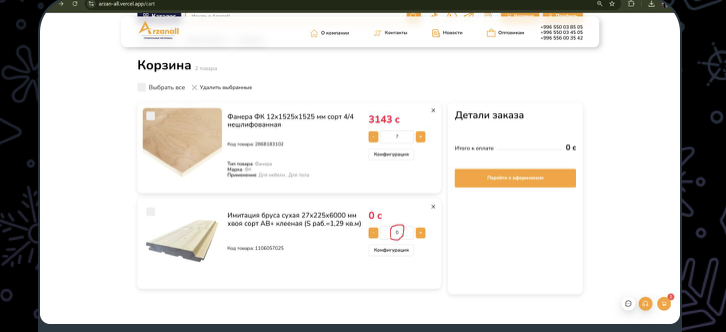 arzan-all.vercel.app/cart
Arzanall
О компании
Контакты
Новости
Оптовикам
+996 550 03 85 05
+996 550 03 45 05
+996 556 00 35 42
Корзина 2 товара
Выбрать все
Удалить выбранные
Фанера ФК 12x1525x1525 мм сорт 4/4
нешлифованная
Код товара: 2868183102
Тип товара Фанера
Марка ФК
Применение Для мебели , Для пола
3143 с
- 7 +
Конфигурация
Имитация бруса сухая 27x225x6000 мм
хвоя сорт АВ+ клееная (S раб.=1,29 кв.м)
Код товара: 1106057025
0 с
- 0 +
Конфигурация
Детали заказа
Итого к оплате 0 с
Перейти к оформлению